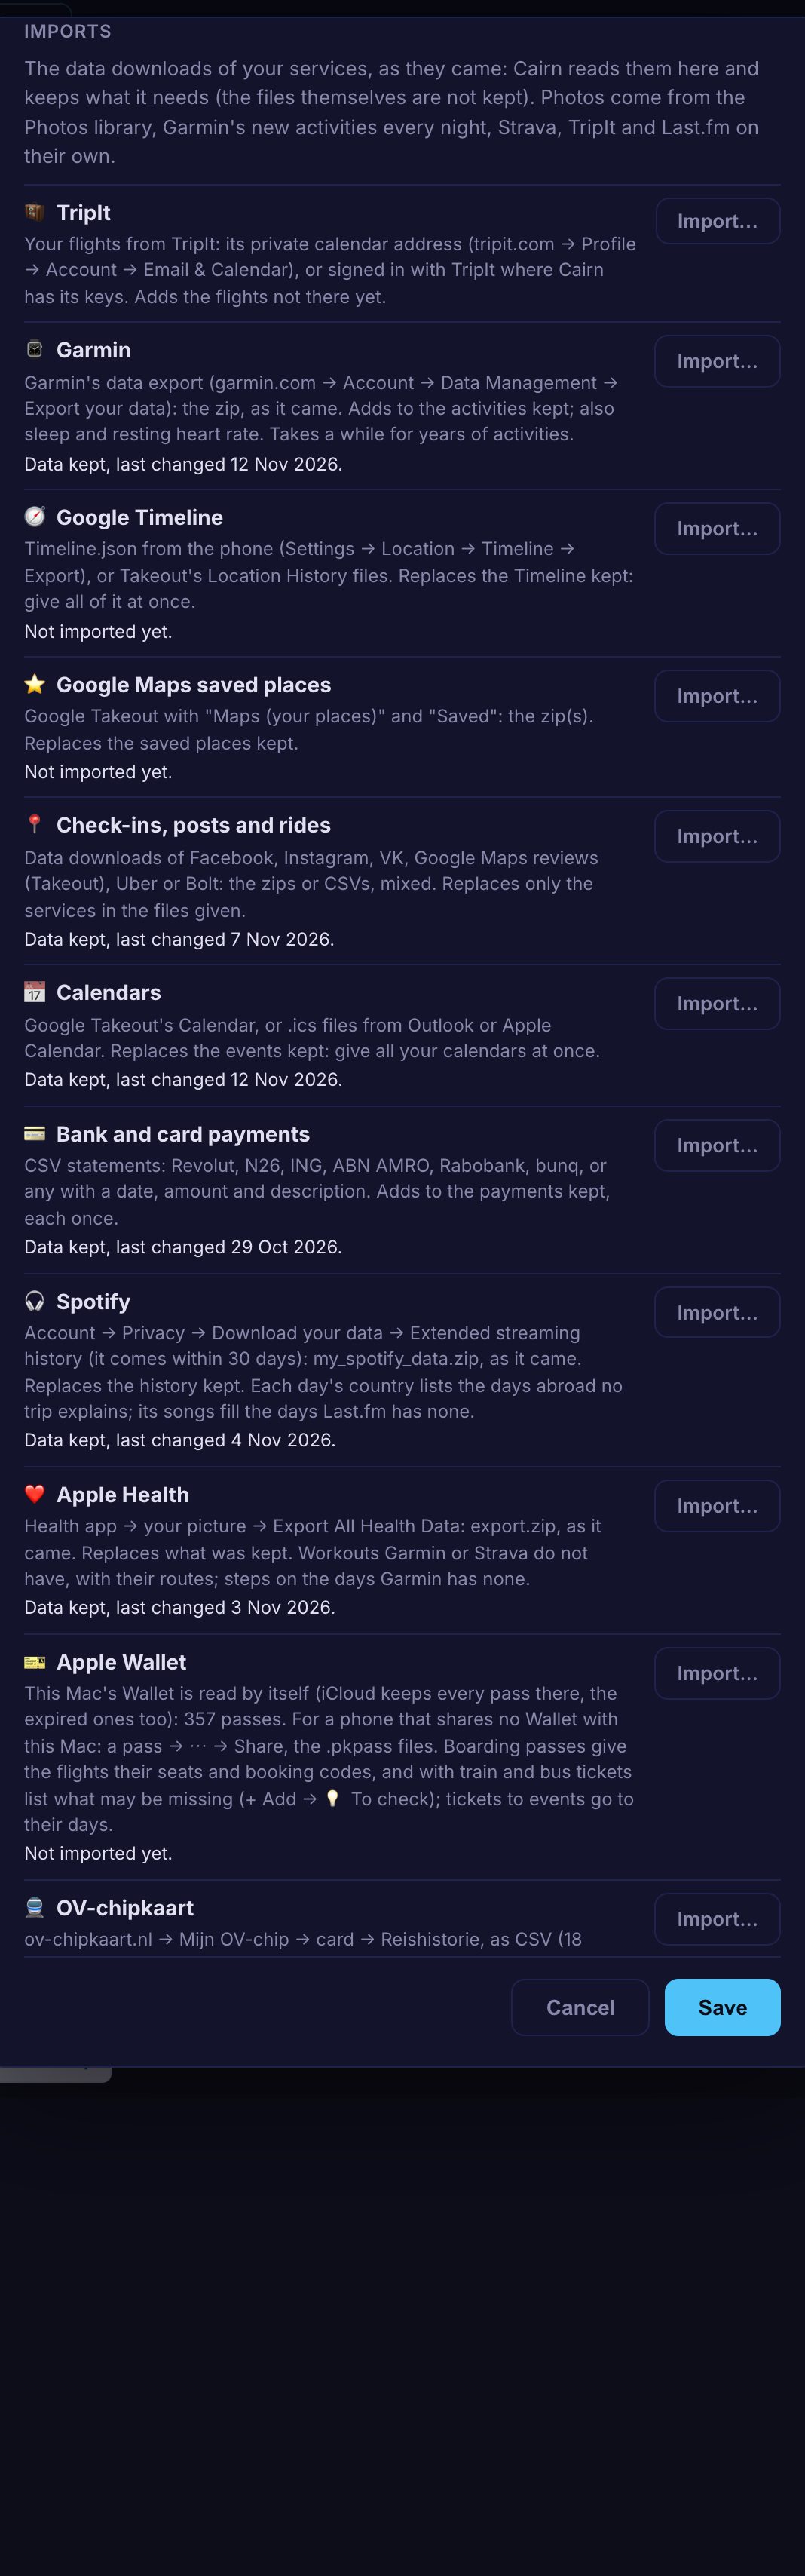 IMPORTS
The data downloads of your services, as they came: Cairn reads them here and
keeps what it needs (the files themselves are not kept). Photos come from the
Photos library, Garmin's new activities every night, Strava, TripIt and Last.fm on
their own.
TripIt
Import…
Your flights from TripIt: its private calendar address (tripit.com → Profile
→ Account → Email & Calendar), or signed in with TripIt where Cairn
has its keys. Adds the flights not there yet.
Garmin
Import…
Garmin's data export (garmin.com → Account → Data Management →
Export your data): the zip, as it came. Adds to the activities kept; also
sleep and resting heart rate. Takes a while for years of activities.
Data kept, last changed 12 Nov 2026.
Google Timeline
Import…
Timeline.json from the phone (Settings → Location → Timeline →
Export), or Takeout's Location History files. Replaces the Timeline kept:
give all of it at once.
Not imported yet.
Google Maps saved places
Import…
Google Takeout with "Maps (your places)" and "Saved": the zip(s).
Replaces the saved places kept.
Not imported yet.
Check-ins, posts and rides
Import…
Data downloads of Facebook, Instagram, VK, Google Maps reviews
(Takeout), Uber or Bolt: the zips or CSVs, mixed. Replaces only the
services in the files given.
Data kept, last changed 7 Nov 2026.
17
Calendars
Import…
Google Takeout's Calendar, or .ics files from Outlook or Apple
Calendar. Replaces the events kept: give all your calendars at once.
Data kept, last changed 12 Nov 2026.
Bank and card payments
Import…
CSV statements: Revolut, N26, ING, ABN AMRO, Rabobank, bunq, or
any with a date, amount and description. Adds to the payments kept,
each once.
Data kept, last changed 29 Oct 2026.
Spotify
Import…
Account → Privacy → Download your data → Extended streaming
history (it comes within 30 days): my_spotify_data.zip, as it came.
Replaces the history kept. Each day's country lists the days abroad no
trip explains; its songs fill the days Last.fm has none.
Data kept, last changed 4 Nov 2026.
Apple Health
Import…
Health app → your picture → Export All Health Data: export.zip, as it
came. Replaces what was kept. Workouts Garmin or Strava do not
have, with their routes; steps on the days Garmin has none.
Data kept, last changed 3 Nov 2026.
Apple Wallet
Import…
This Mac's Wallet is read by itself (iCloud keeps every pass there, the
expired ones too): 357 passes. For a phone that shares no Wallet with
this Mac: a pass → ··· → Share, the .pkpass files. Boarding passes give
the flights their seats and booking codes, and with train and bus tickets
list what may be missing (+ Add → 💡 To check); tickets to events go to
their days.
Not imported yet.
OV-chipkaart
Import…
ov-chipkaart.nl → Mijn OV-chip → card → Reishistorie, as CSV (18
Cancel
Save